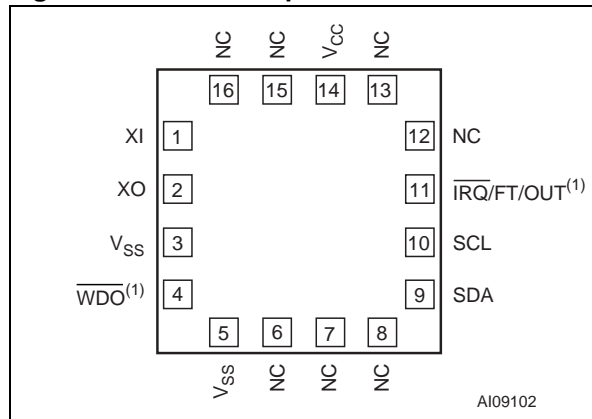 NC NC VCC NC
16 15 14 13
XI 1 12 NC
XO 2 11 IRQ/FT/OUT(1)
VSS 3 10 SCL
WDO(1) 4 9 SDA
5 6 7 8
VSS NC NC NC
AI09102